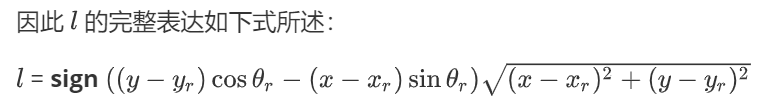 因此 l 的完整表达如下式所述：
l = sign ((y − y_r) cos θ_r − (x − x_r) sin θ_r) √((x − x_r)² + (y − y_r)²)